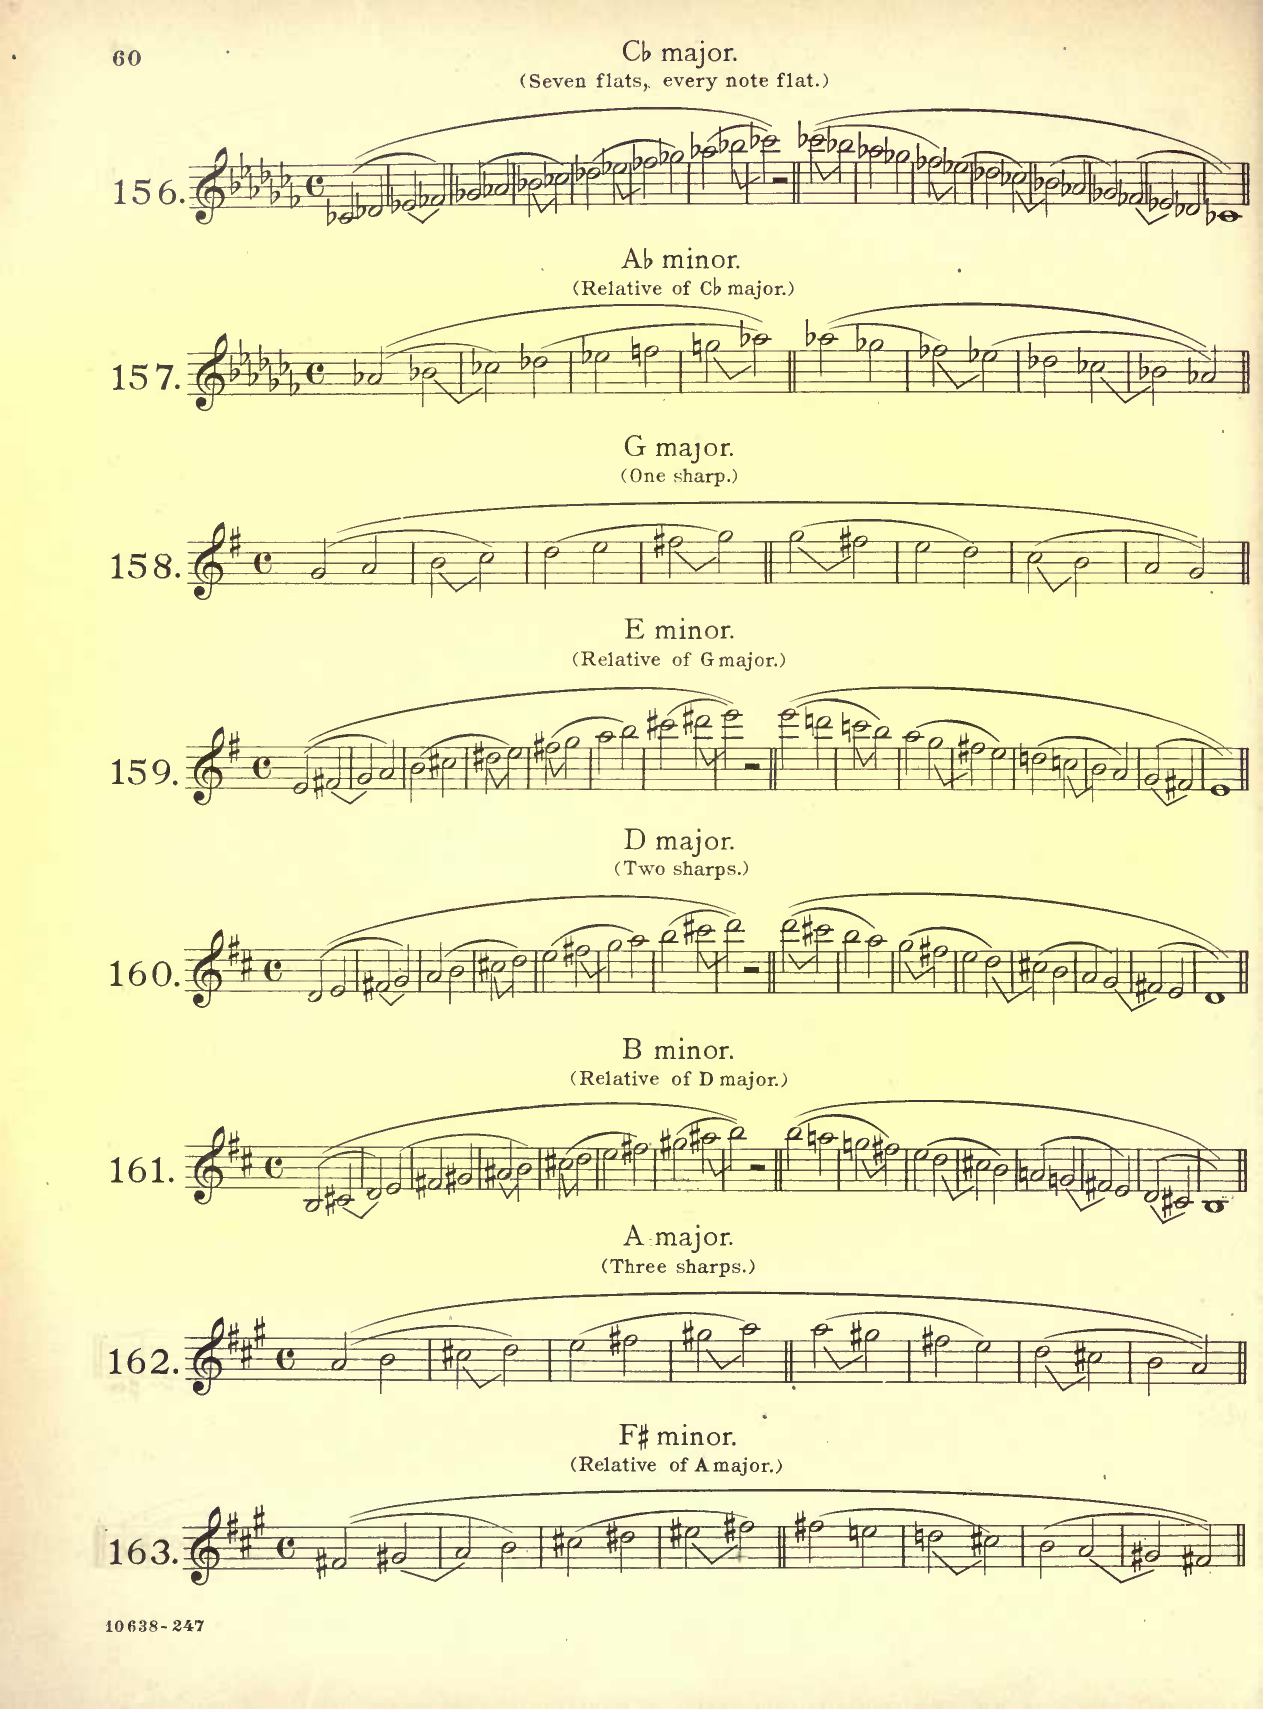 60
C♭ major.
(Seven flats, every note flat.)
156.
A♭ minor.
(Relative of C♭ major.)
157.
G major.
(One sharp.)
158.
E minor.
(Relative of G major.)
159.
D major.
(Two sharps.)
160.
B minor.
(Relative of D major.)
161.
A major.
(Three sharps.)
162.
F♯ minor.
(Relative of A major.)
163.
10638-247